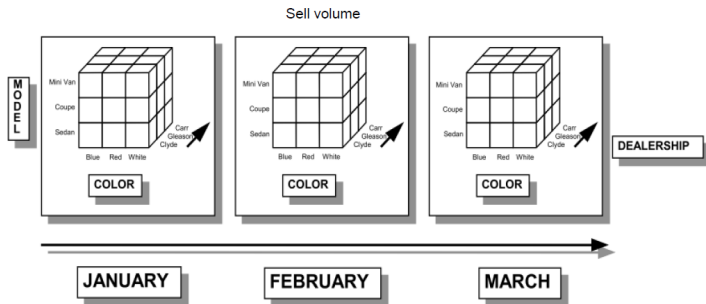 Sell volume
MODEL
Mini Van
Coupe
Sedan
Carr
Gleason
Clyde
Blue Red White
COLOR
Mini Van
Coupe
Sedan
Carr
Gleason
Clyde
Blue Red White
COLOR
Mini Van
Coupe
Sedan
Carr
Gleason
Clyde
Blue Red White
COLOR
DEALERSHIP
JANUARY
FEBRUARY
MARCH